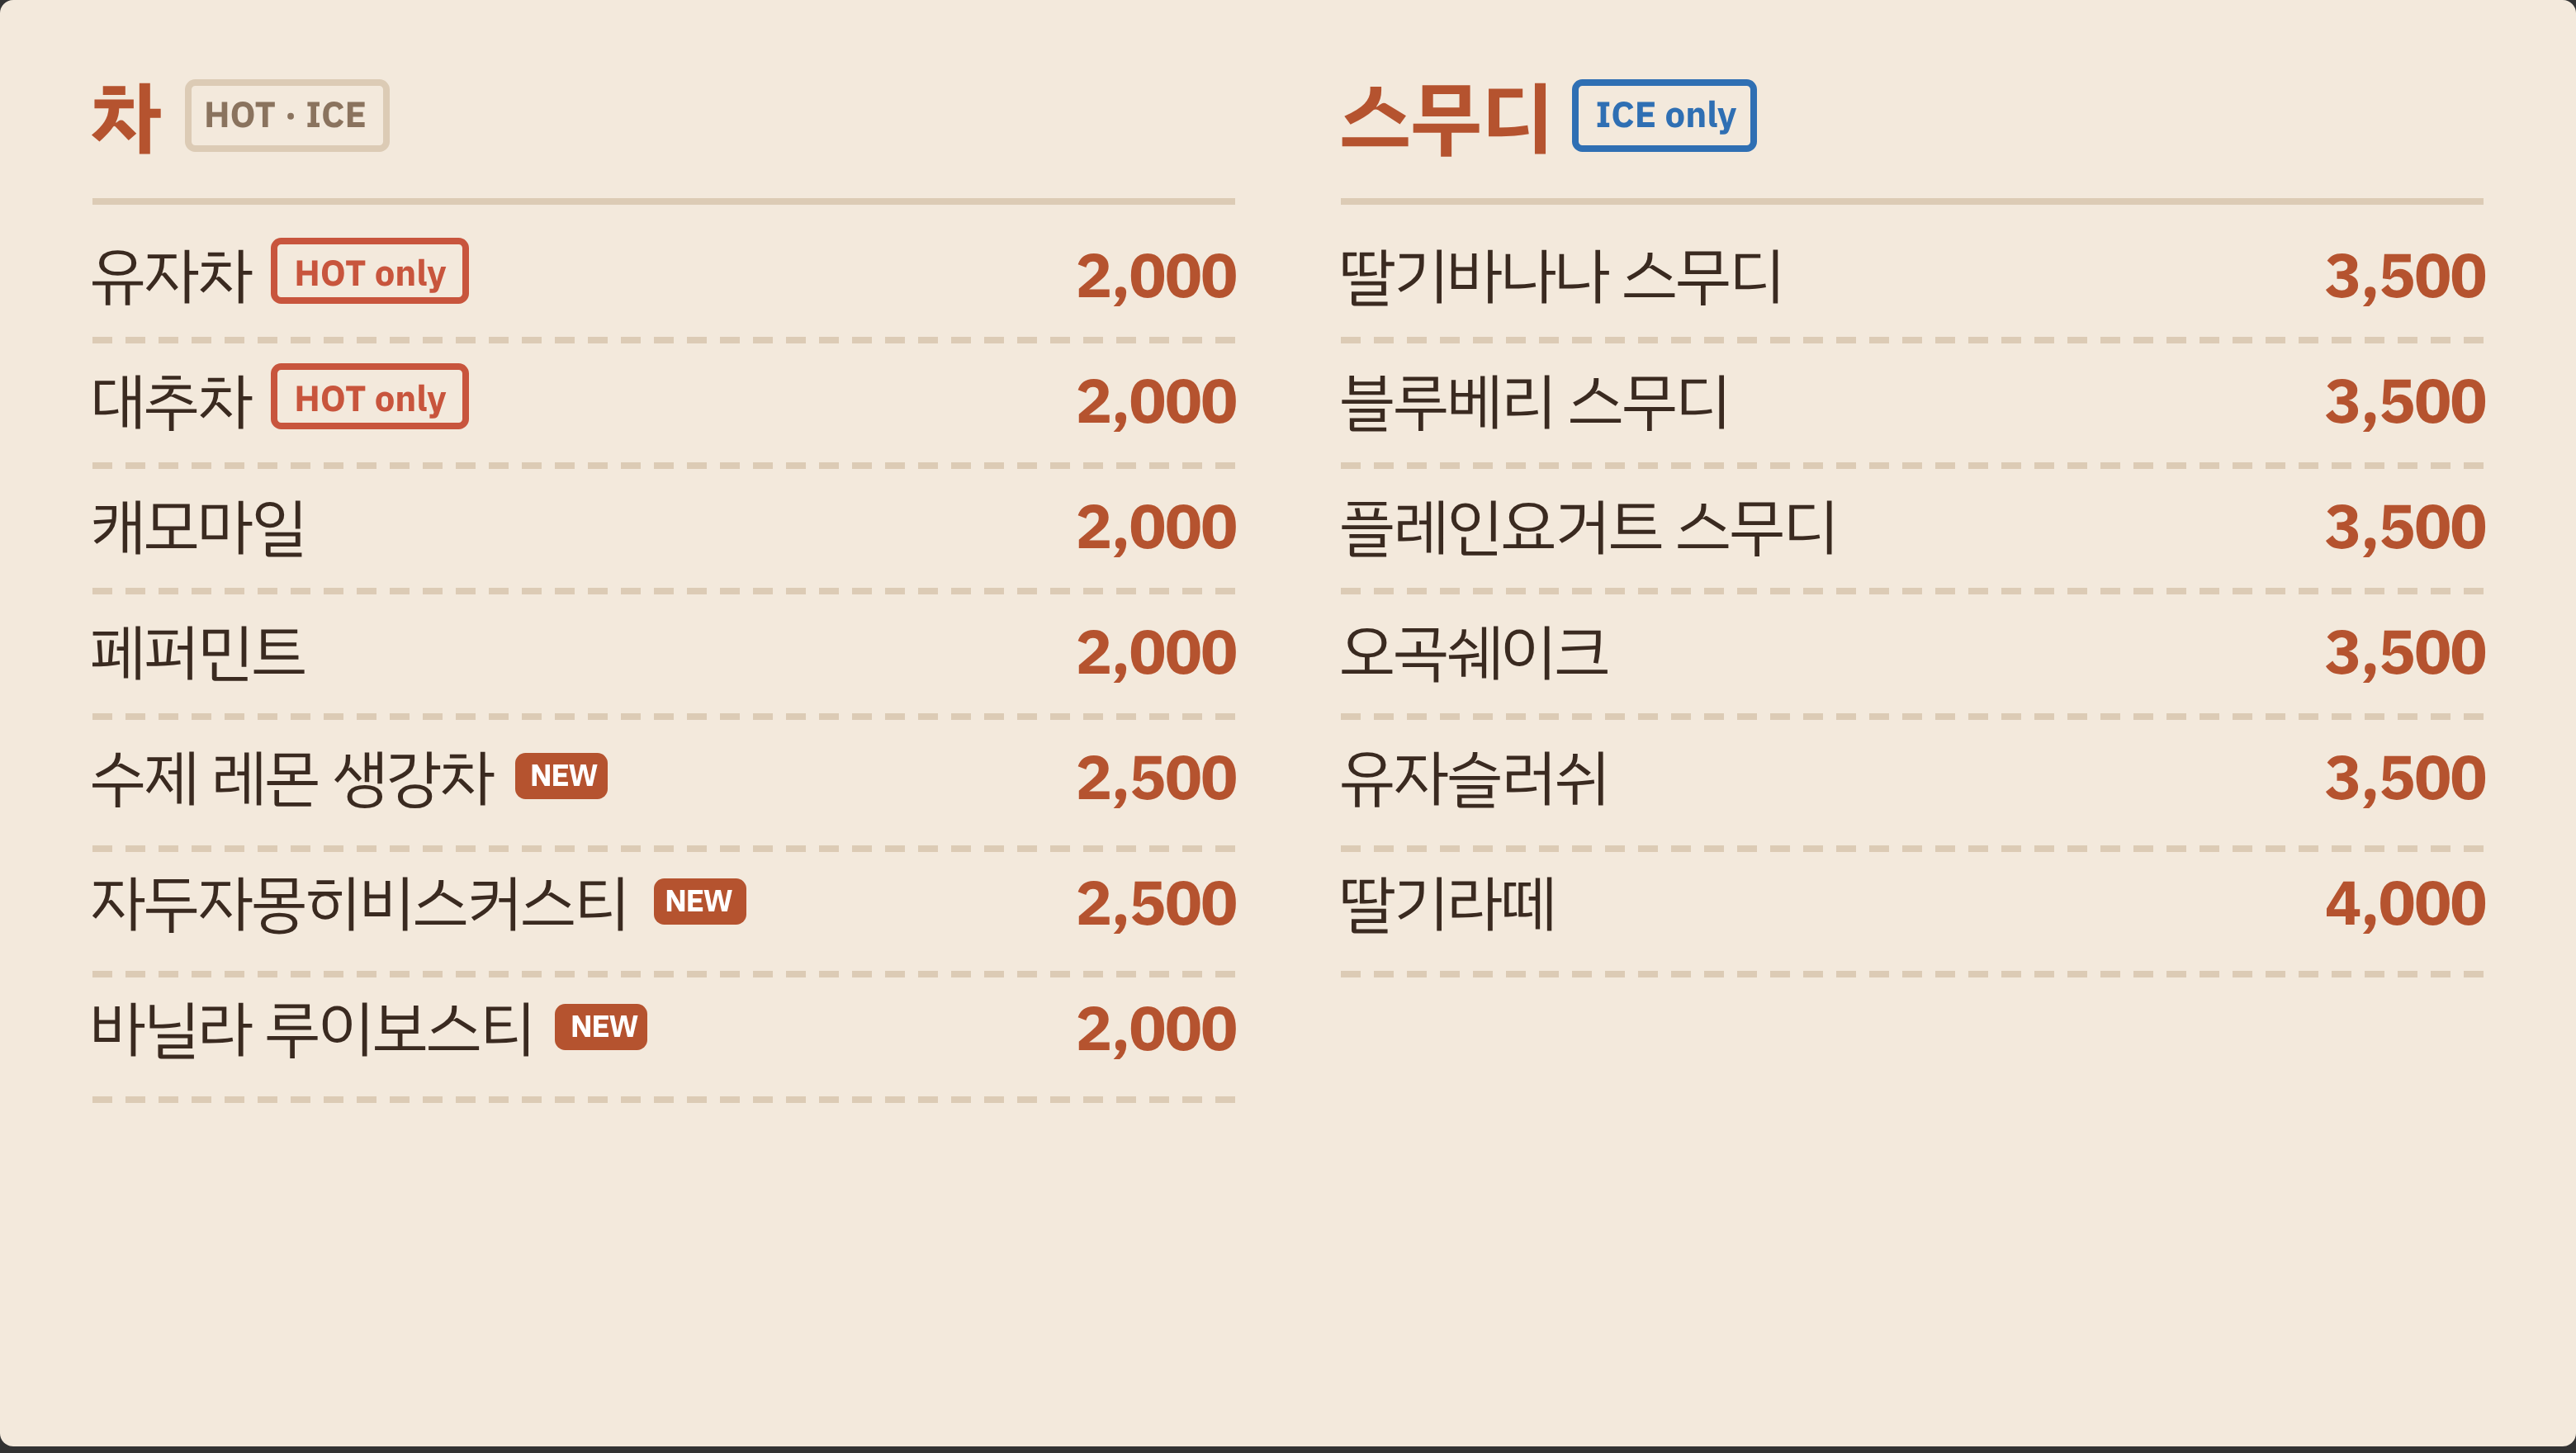 차 HOT · ICE
유자차 HOT only 2,000
대추차 HOT only 2,000
캐모마일 2,000
페퍼민트 2,000
수제 레몬 생강차 NEW 2,500
자두자몽히비스커스티 NEW 2,500
바닐라 루이보스티 NEW 2,000
스무디 ICE only
딸기바나나 스무디 3,500
블루베리 스무디 3,500
플레인요거트 스무디 3,500
오곡쉐이크 3,500
유자슬러쉬 3,500
딸기라떼 4,000